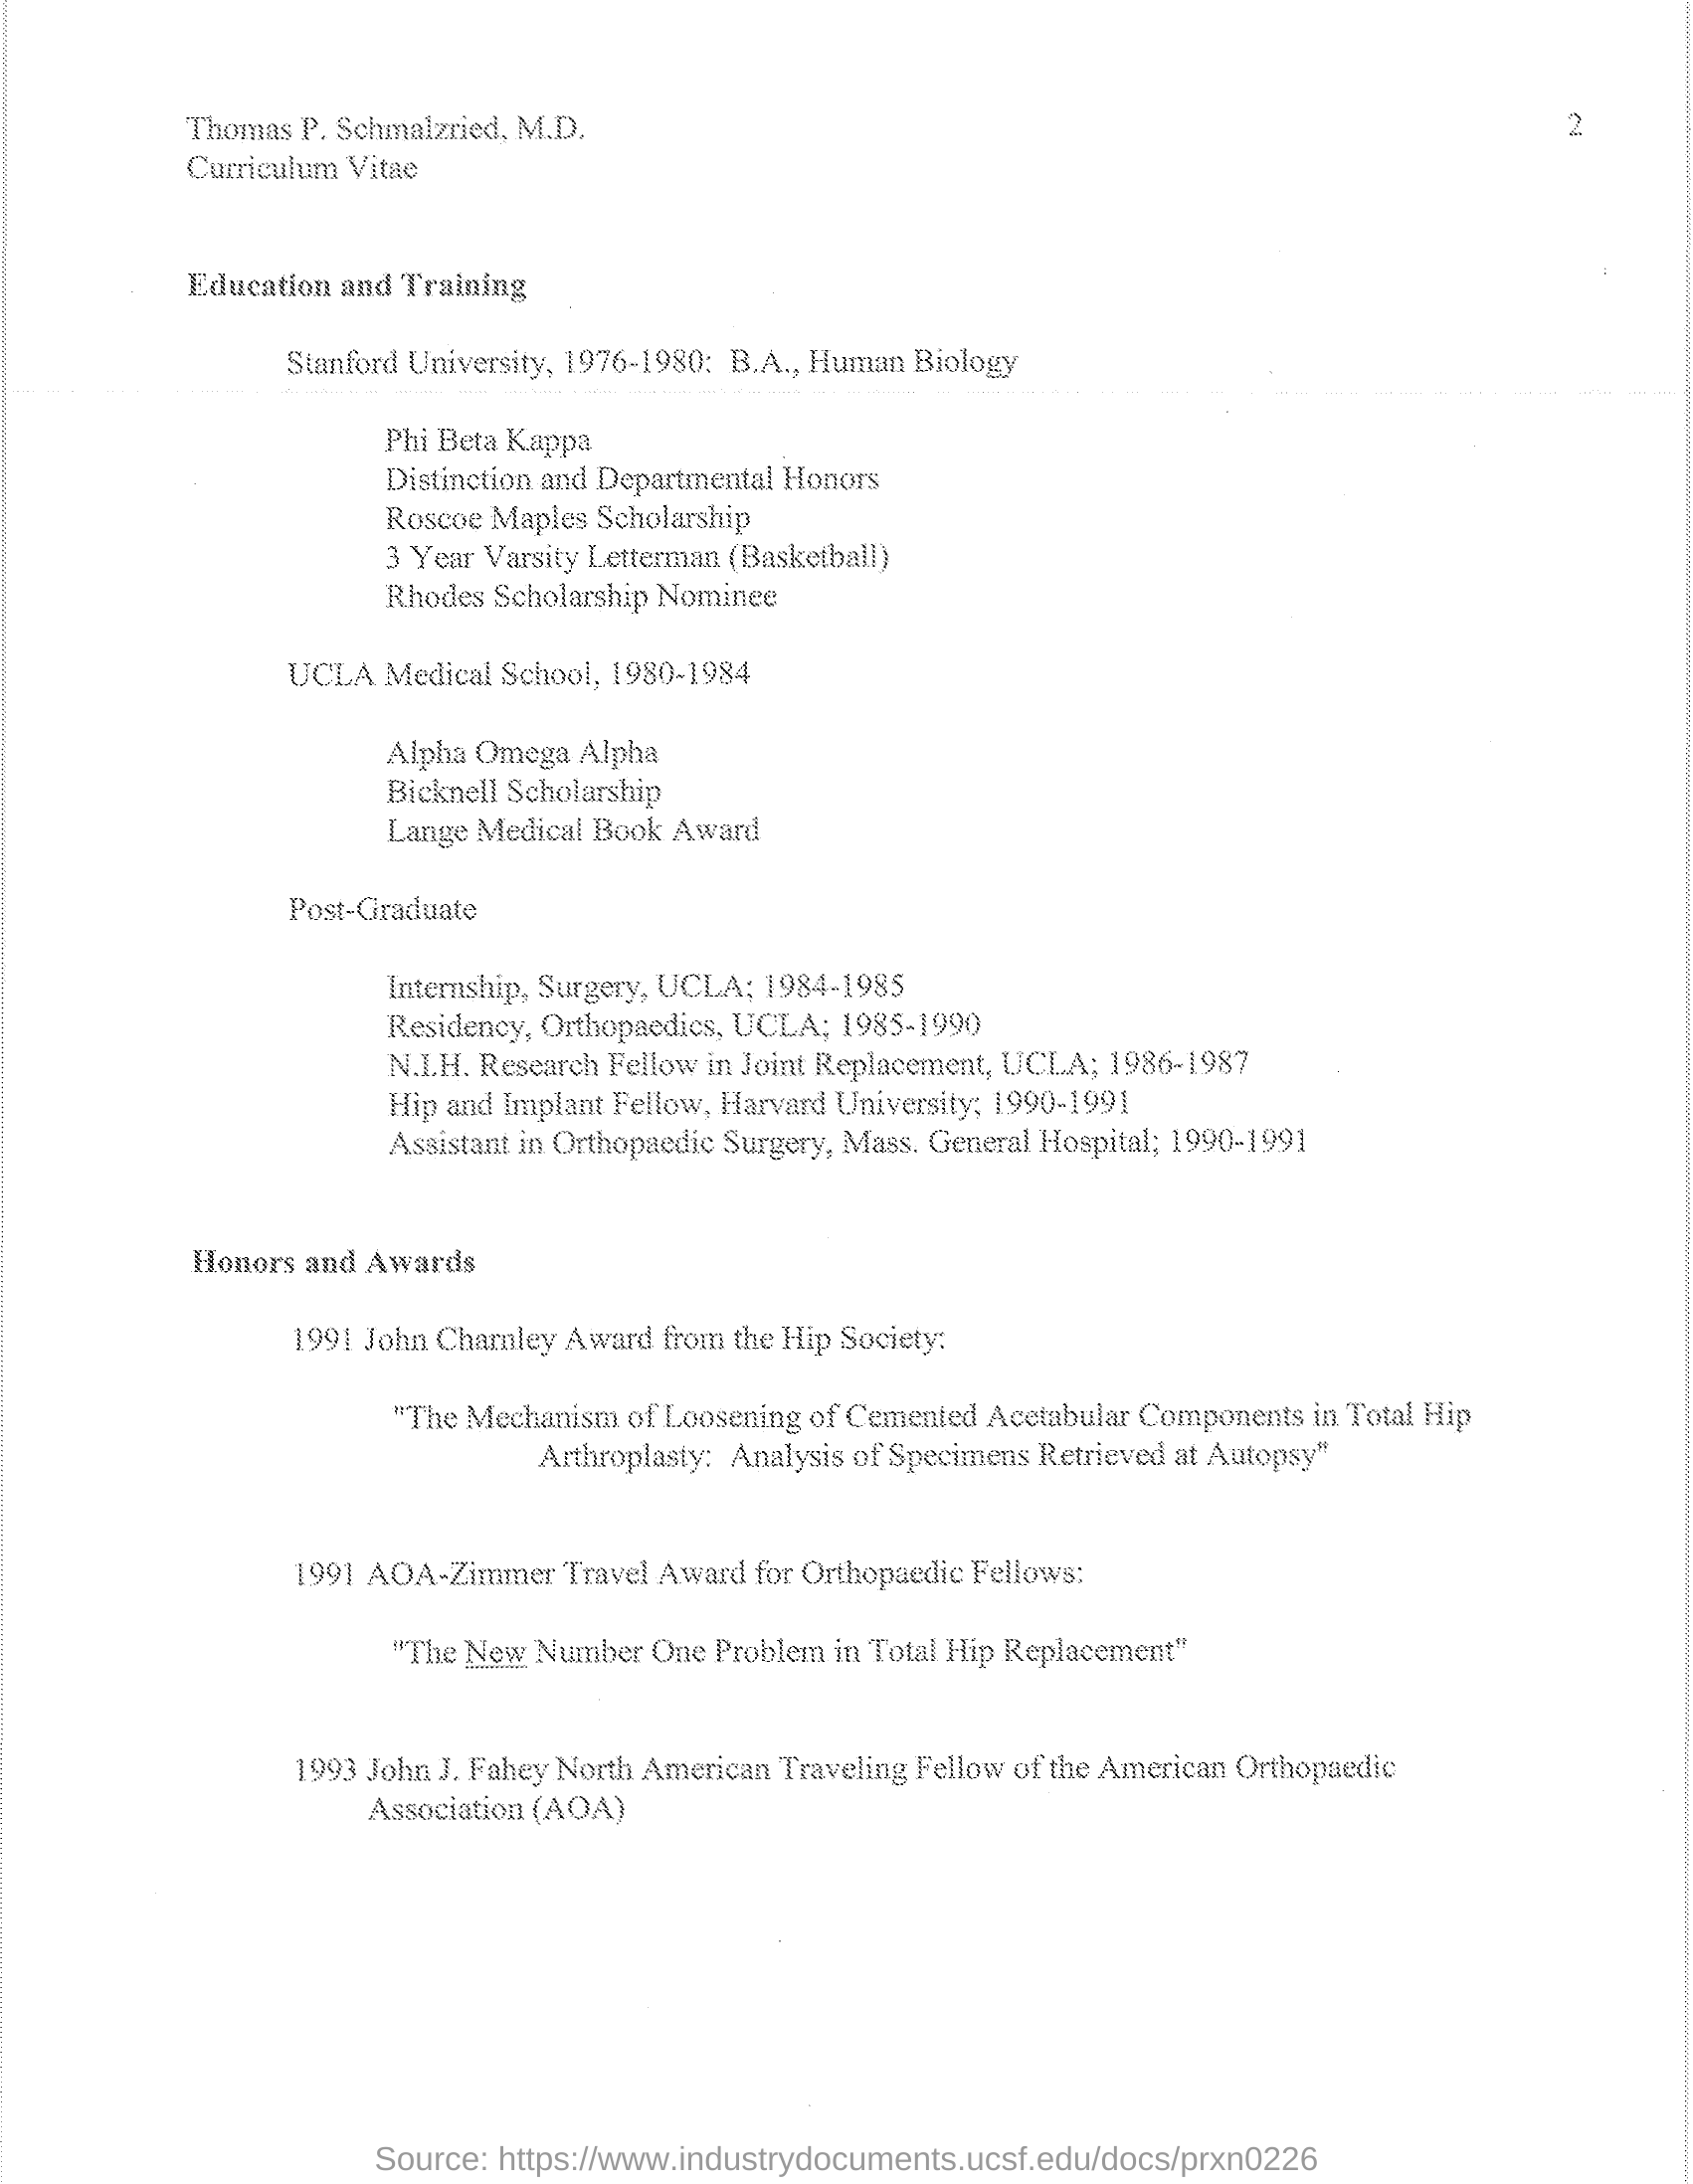 Thomas P. Schmalzried, M.D.
2
Curriculum Vitae
Education and Training
Stanford University, 1976-1980: B.A., Human Biology
Phi Beta Kappa
Distinction and Departmental Honors
Roscoe Maples Scholarship
3 Year Varsity Letterman (Basketball)
Rhodes Scholarship Nominee
UCLA Medical School, 1980-1984
Alpha Omega Alpha
Bicknell Scholarship
Lange Medical Book Award
Post-Graduate
Internship, Surgery, UCLA; 1984-1985
Residency, Orthopaedics, UCLA; 1985-1990
N.I.H. Research Fellow in Joint Replacement, UCLA; 1986-1987
Hip and Implant Fellow, Harvard University; 1990-1991
Assistant in Orthopaedic Surgery, Mass. General Hospital; 1990-1991
Honors and Awards
1991 John Charnley Award from the Hip Society:
"The Mechanism of Loosening of Cemented Acetabular Components in Total Hip
Arthroplasty: Analysis of Specimens Retrieved at Autopsy"
1991 AOA-Zimmer Travel Award for Orthopaedic Fellows:
"The New Number One Problem in Total Hip Replacement"
1993 John J. Fahey North American Traveling Fellow of the American Orthopaedic
Association (AOA)
Source: https://www.industrydocuments.ucsf.edu/docs/prxn0226